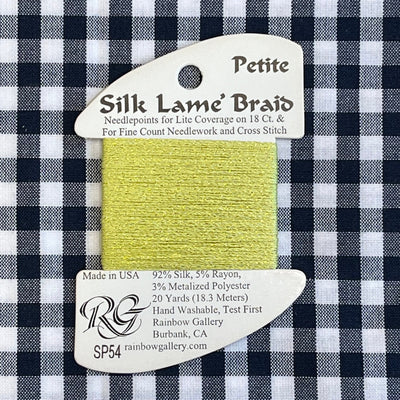 Petite
Silk Lamé Braid
Needlepoints for Lite Coverage on 18 Ct. &
For Fine Count Needlework and Cross Stitch
Made in USA
92% Silk, 5% Rayon,
3% Metalized Polyester
20 Yards (18.3 Meters)
Hand Washable, Test First
Rainbow Gallery
Burbank, CA
rainbowgallery.com
RG
SP54